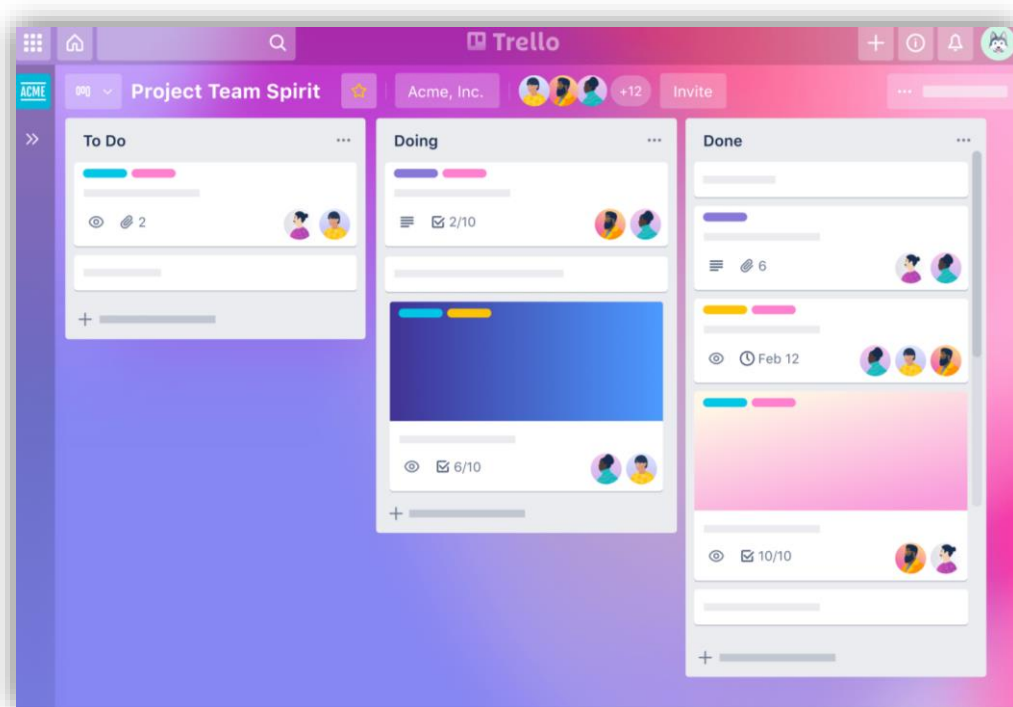 Trello
ACME
Project Team Spirit
Acme, Inc.
+12
Invite
To Do
2
Doing
2/10
6/10
Done
6
Feb 12
10/10